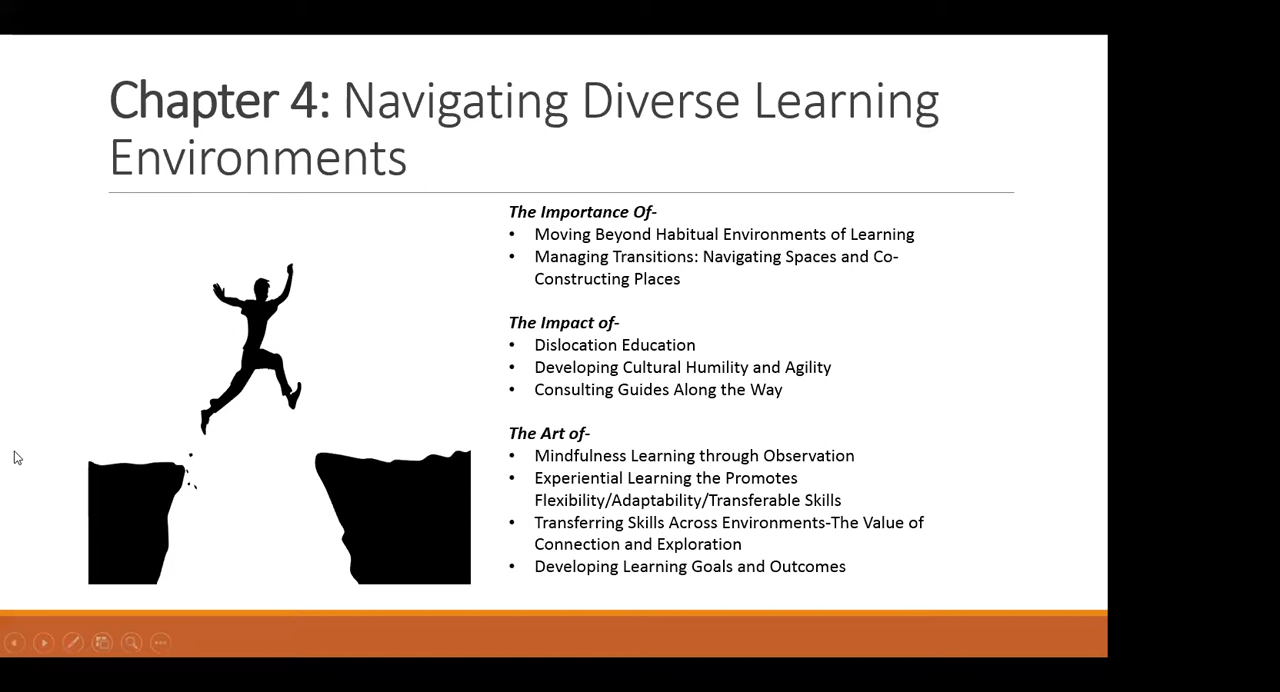 Chapter 4: Navigating Diverse Learning
Environments
The Importance Of-
• Moving Beyond Habitual Environments of Learning
• Managing Transitions: Navigating Spaces and Co-
Constructing Places
The Impact of-
• Dislocation Education
• Developing Cultural Humility and Agility
• Consulting Guides Along the Way
The Art of-
• Mindfulness Learning through Observation
• Experiential Learning the Promotes
Flexibility/Adaptability/Transferable Skills
• Transferring Skills Across Environments-The Value of
Connection and Exploration
• Developing Learning Goals and Outcomes